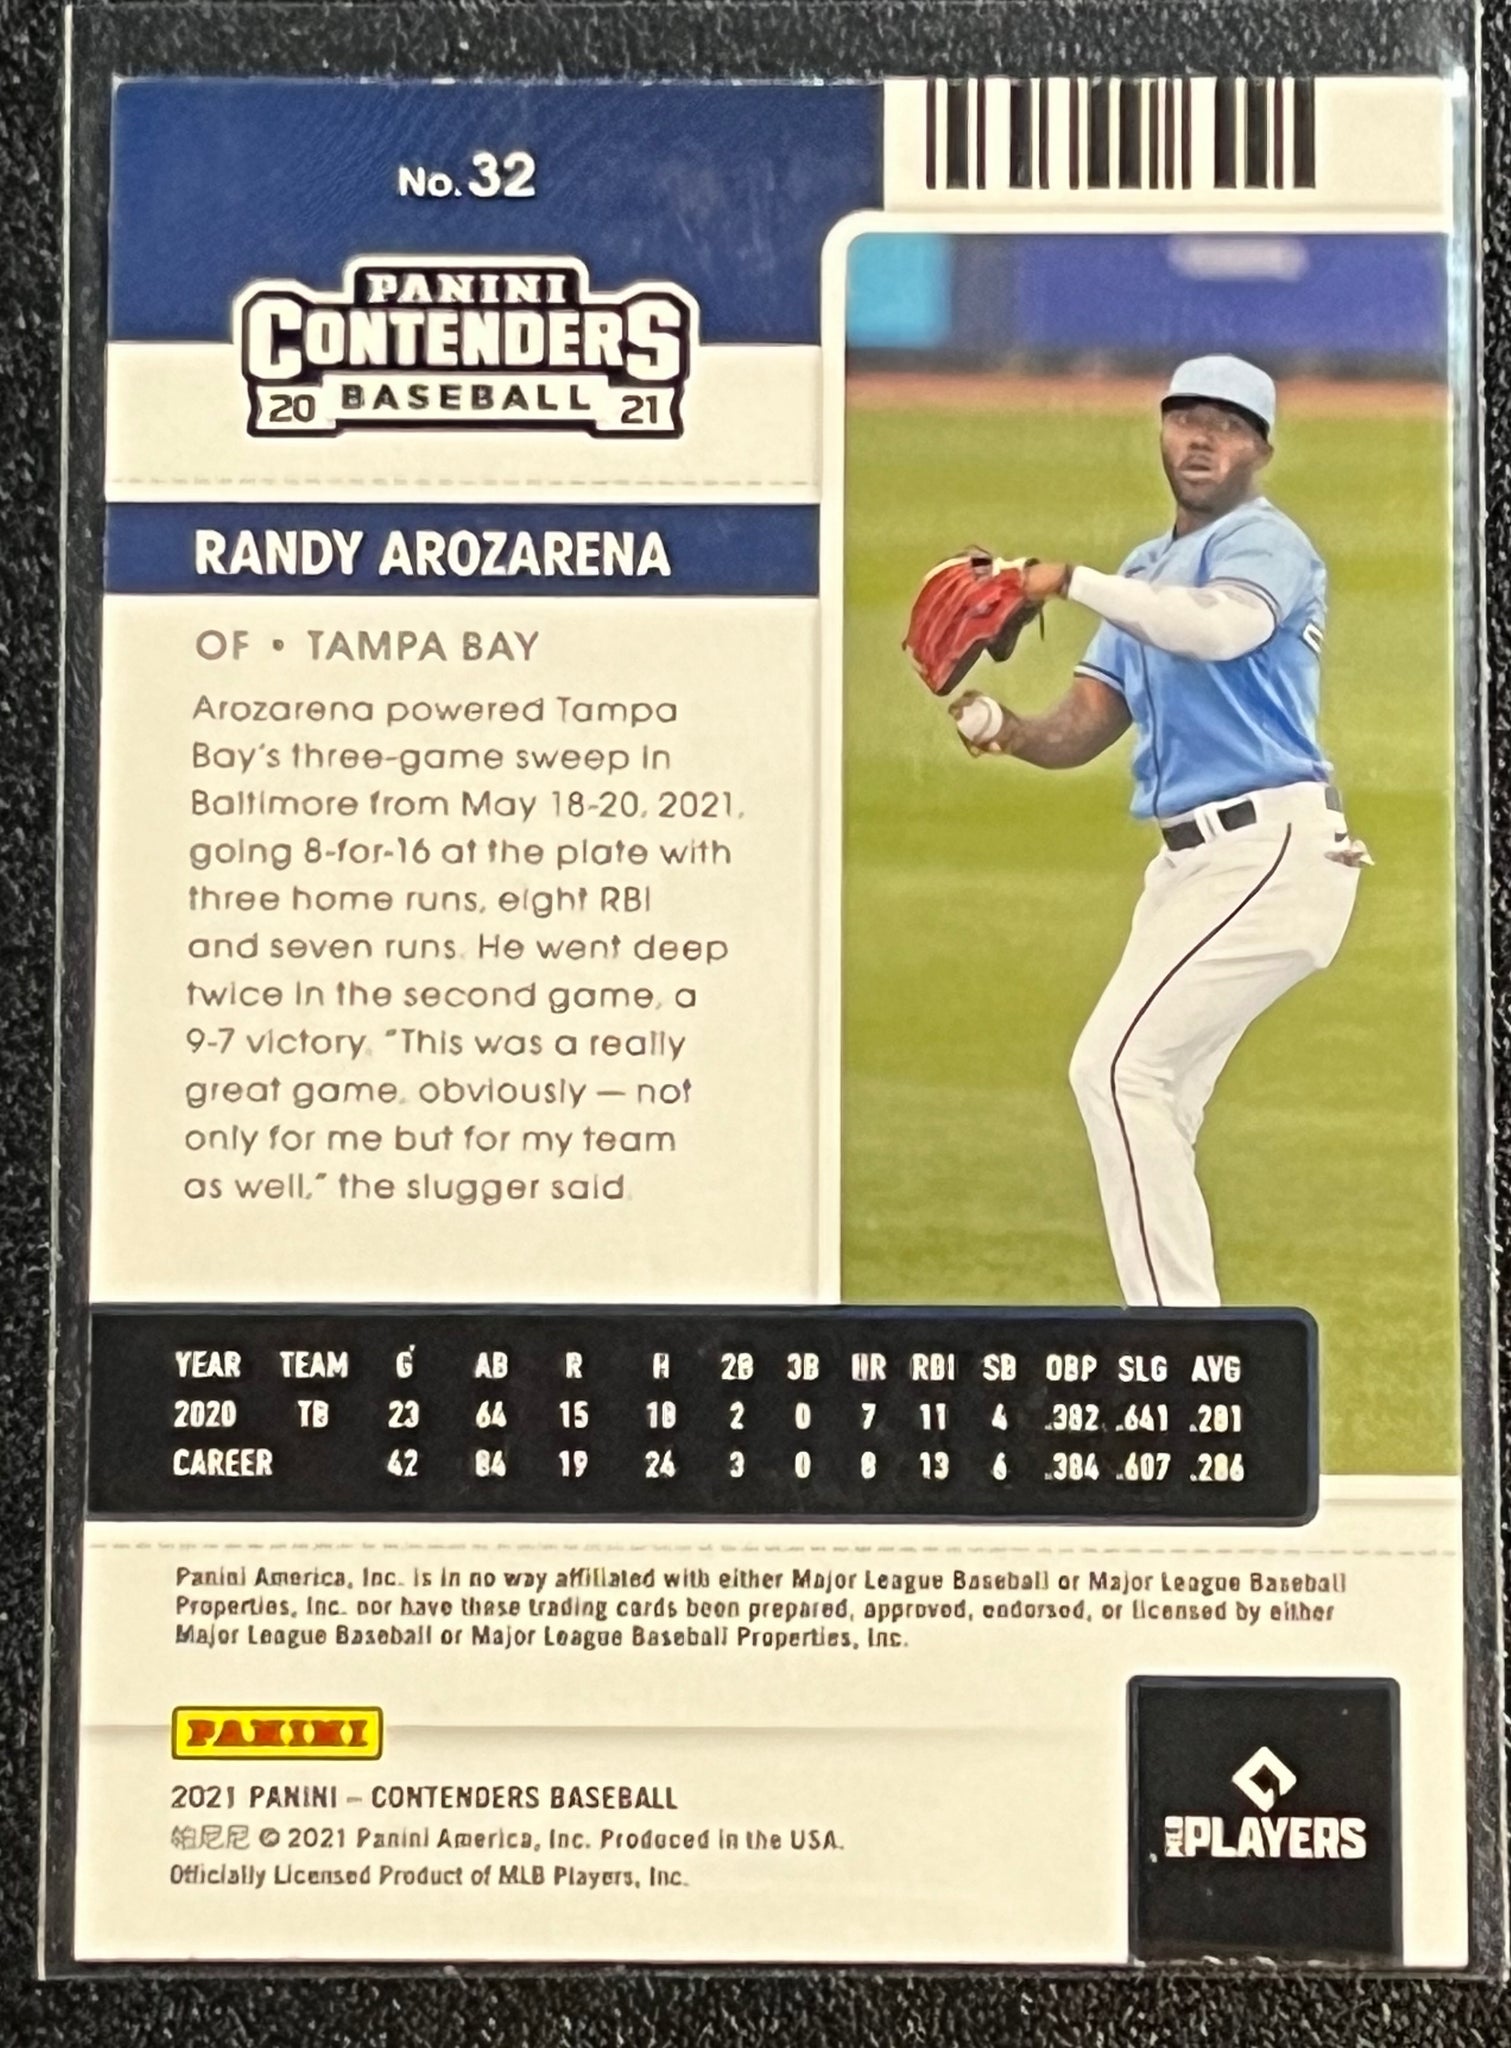 No. 32
PANINI
CONTENDERS
20 BASEBALL 21
RANDY AROZARENA
OF • TAMPA BAY
Arozarena powered Tampa
Bay's three-game sweep in
Baltimore from May 18-20, 2021,
going 8-for-16 at the plate with
three home runs, eight RBI
and seven runs. He went deep
twice in the second game, a
9-7 victory. "This was a really
great game, obviously — not
only for me but for my team
as well," the slugger said.
YEAR TEAM G AB R H 2B 3B HR RBI SB OBP SLG AVG
2020 TB 23 64 15 18 2 0 7 11 4 .382 .641 .281
CAREER 42 84 19 24 3 0 8 13 6 .384 .607 .286
Panini America, Inc. is in no way affiliated with either Major League Baseball or Major League Baseball
Properties, Inc. nor have these trading cards been prepared, approved, endorsed, or licensed by either
Major League Baseball or Major League Baseball Properties, Inc.
PANINI
2021 PANINI – CONTENDERS BASEBALL
帕尼尼 © 2021 Panini America, Inc. Produced in the USA.
Officially Licensed Product of MLB Players, Inc.
MLB PLAYERS